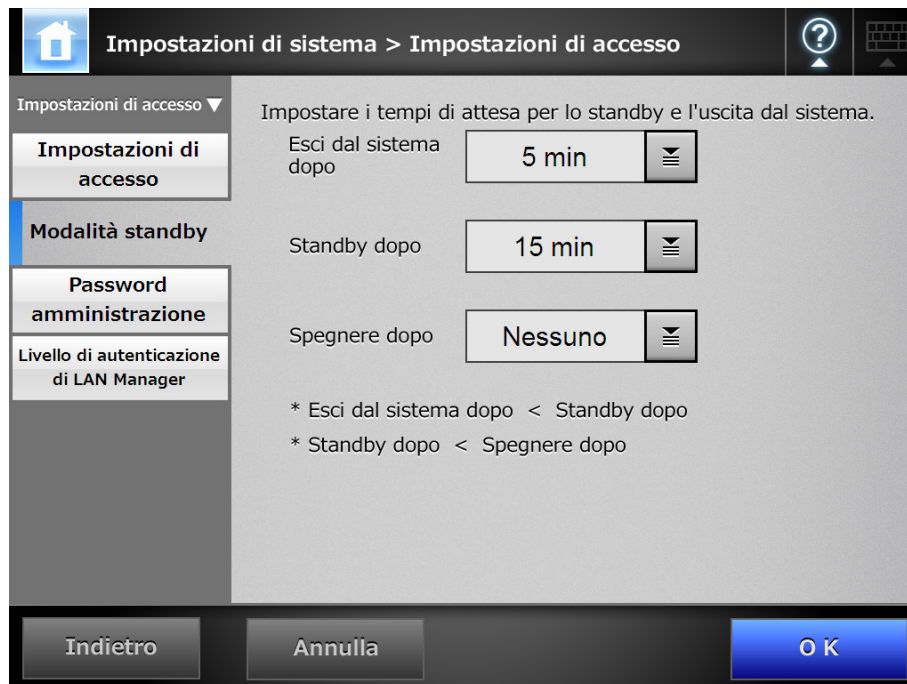 Impostazioni di sistema > Impostazioni di accesso
?
Impostazioni di accesso ▼
Impostazioni di
accesso
Modalità standby
Password
amministrazione
Livello di autenticazione
di LAN Manager
Impostare i tempi di attesa per lo standby e l'uscita dal sistema.
Esci dal sistema
dopo
5 min
Standby dopo
15 min
Spegnere dopo
Nessuno
* Esci dal sistema dopo < Standby dopo
* Standby dopo < Spegnere dopo
Indietro
Annulla
OK